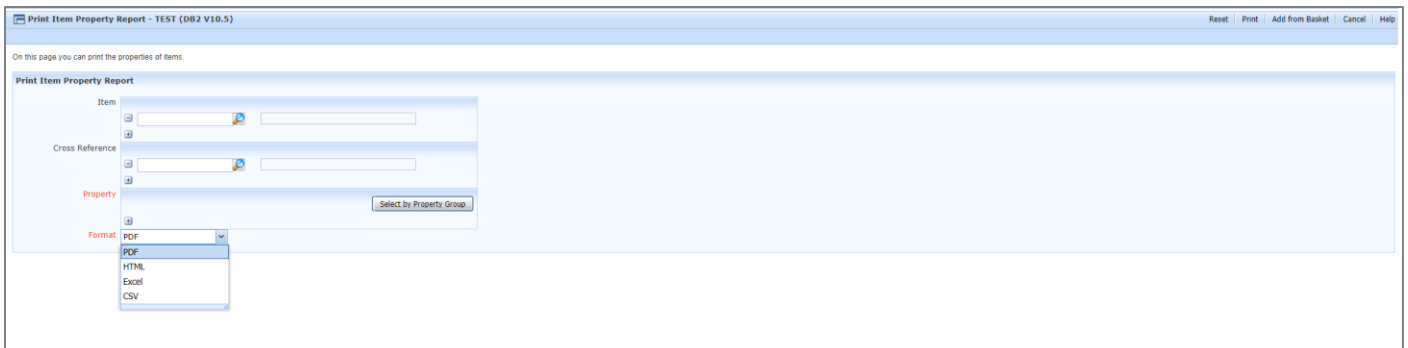 Print Item Property Report - TEST (DB2 V10.5) Reset Print Add from Basket Cancel Help
On this page you can print the properties of items.
Print Item Property Report
Item
Cross Reference
Property
Select by Property Group
Format PDF
PDF
HTML
Excel
CSV